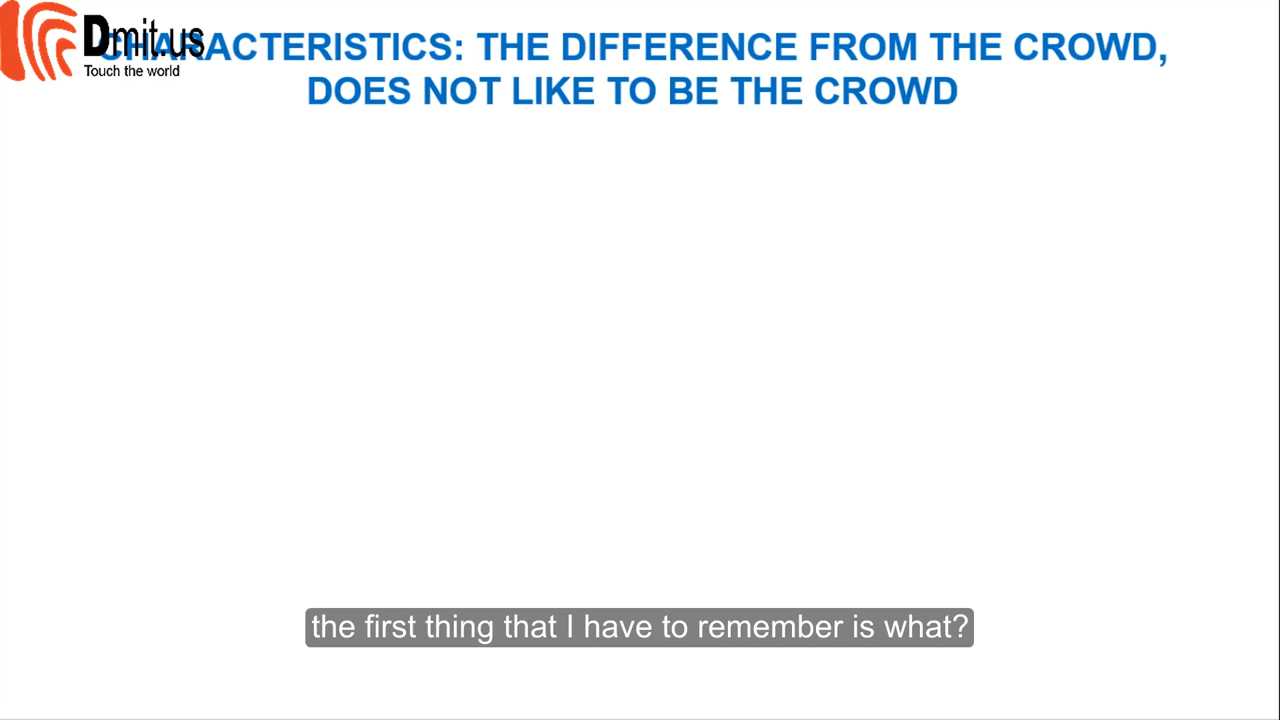 Dmit.us
Touch the world
CHARACTERISTICS: THE DIFFERENCE FROM THE CROWD,
DOES NOT LIKE TO BE THE CROWD
the first thing that I have to remember is what?